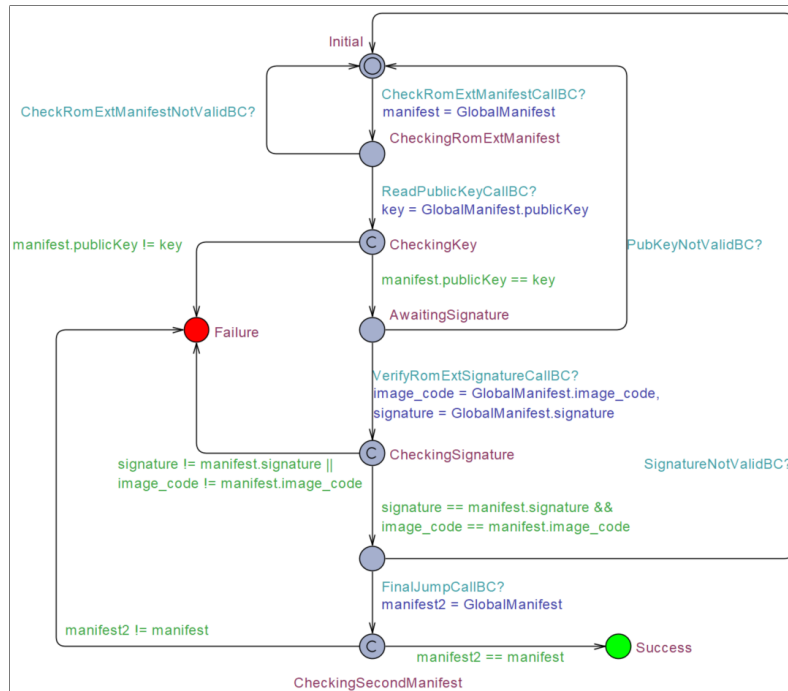 Initial
CheckRomExtManifestCallBC?
manifest = GlobalManifest
CheckRomExtManifestNotValidBC?
CheckingRomExtManifest
ReadPublicKeyCallBC?
key = GlobalManifest.publicKey
manifest.publicKey != key
C
CheckingKey
PubKeyNotValidBC?
manifest.publicKey == key
AwaitingSignature
Failure
VerifyRomExtSignatureCallBC?
image_code = GlobalManifest.image_code,
signature = GlobalManifest.signature
C
CheckingSignature
signature != manifest.signature ||
image_code != manifest.image_code
SignatureNotValidBC?
signature == manifest.signature &&
image_code == manifest.image_code
FinalJumpCallBC?
manifest2 = GlobalManifest
manifest2 != manifest
C
manifest2 == manifest
Success
CheckingSecondManifest